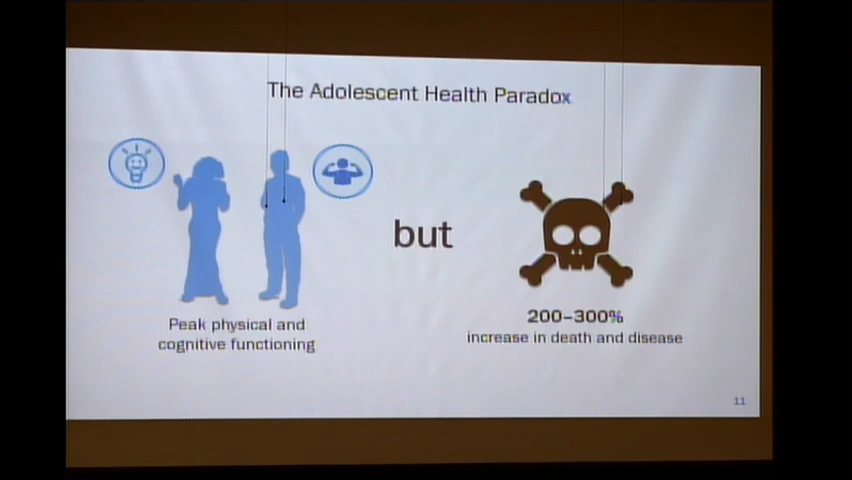 The Adolescent Health Paradox
but
Peak physical and
cognitive functioning
200–300%
increase in death and disease
11